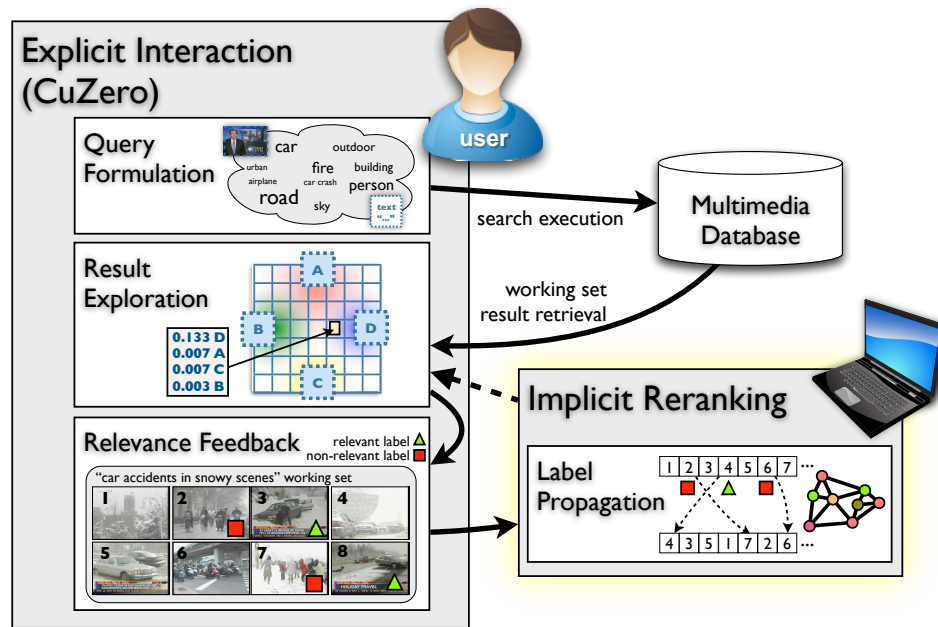 Explicit Interaction
(CuZero)
user
Query
Formulation
car
outdoor
urban
fire
building
airplane
car crash
person
road
sky
text
"..."
search execution
Multimedia
Database
Result
Exploration
A
B
D
C
0.133 D
0.007 A
0.007 C
0.003 B
working set
result retrieval
Implicit Reranking
Label
Propagation
1 2 3 4 5 6 7 ...
4 3 5 1 7 2 6 ...
Relevance Feedback
relevant label
non-relevant label
"car accidents in snowy scenes" working set
1 2 3 4
5 6 7 8
HOLIDAY TRAVEL